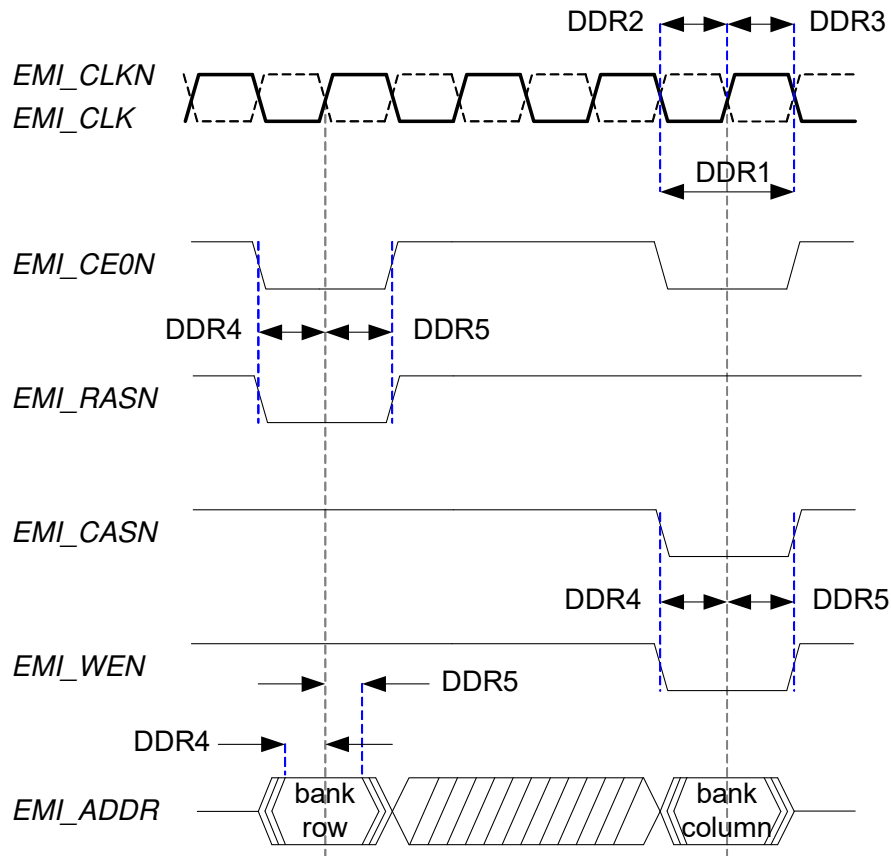 DDR2 DDR3
EMI_CLKN
EMI_CLK
DDR1
EMI_CE0N
DDR4 DDR5
EMI_RASN
EMI_CASN
DDR4 DDR5
EMI_WEN
DDR5
DDR4
EMI_ADDR
bank
row
bank
column